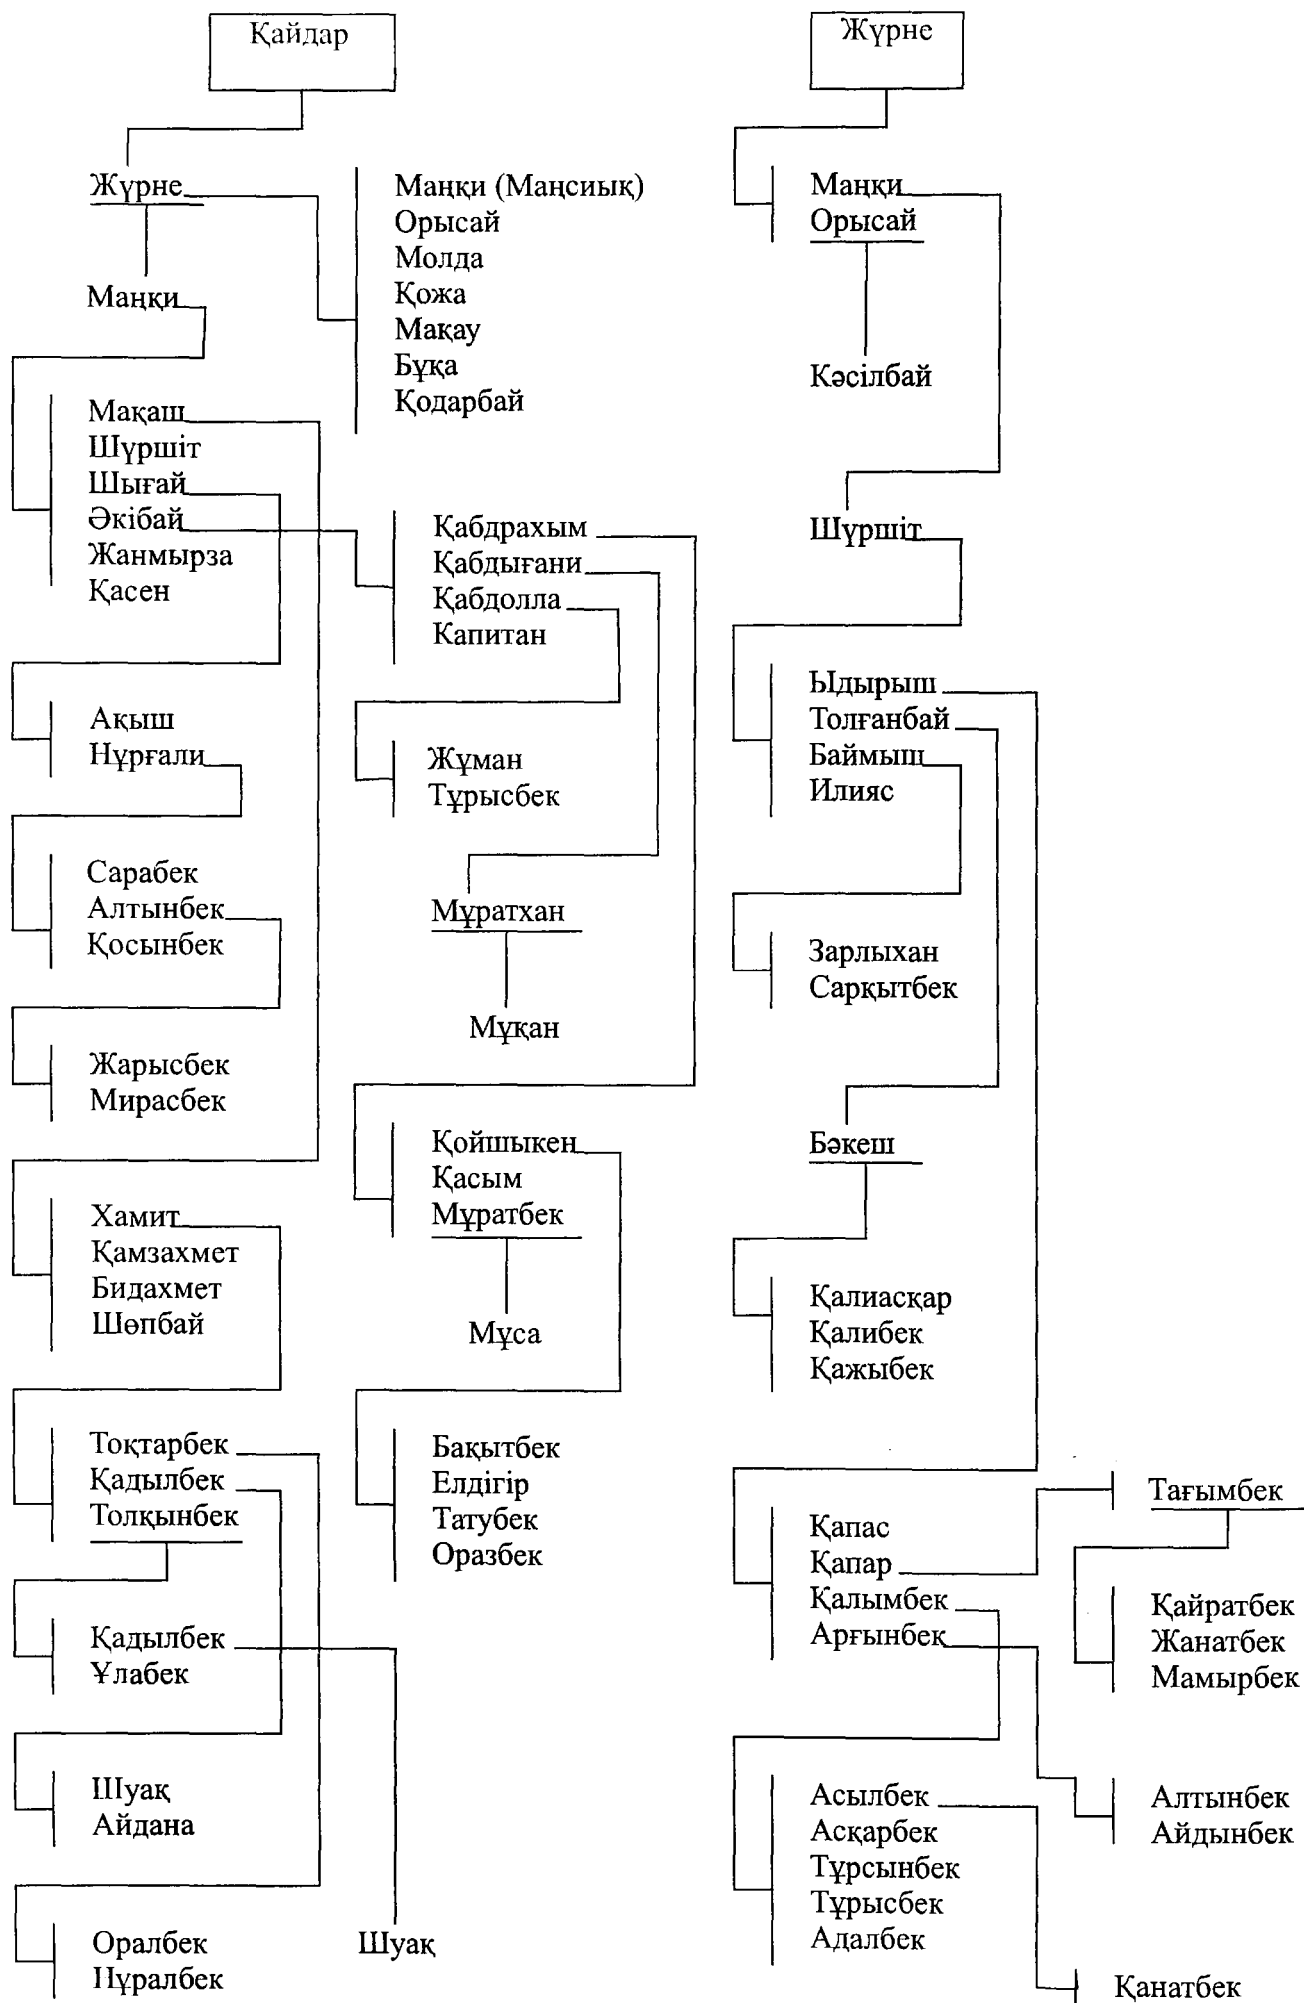 Қайдар
Жүрне
Маңки (Маңсиық)
Орысай
Молда
Қожа
Мақау
Бұқа
Қодарбай
Маңки
Мақаш
Шүршіт
Шығай
Әкібай
Жанмырза
Қасен
Қабдрахым
Қабдығани
Қабдолла
Капитан
Ақыш
Нұрғали
Жұман
Тұрысбек
Сарабек
Алтынбек
Қосынбек
Мұратхан
Мұқан
Жарысбек
Мирасбек
Қойшыкен
Қасым
Мұратбек
Мұса
Хамит
Қамзахмет
Бидахмет
Шөпбай
Тоқтарбек
Қадылбек
Толқынбек
Бақытбек
Елдігір
Татубек
Оразбек
Қадылбек
Ұлабек
Шуақ
Айдана
Оралбек
Нұралбек
Шуақ
Жүрне
Маңки
Орысай
Кәсілбай
Шүршіт
Ыдырыш
Толғанбай
Баймыш
Илияс
Зарлыхан
Сарқытбек
Бәкеш
Қалиасқар
Қалибек
Қажыбек
Қапас
Қапар
Қалымбек
Арғынбек
Тағымбек
Қайратбек
Жанатбек
Мамырбек
Асылбек
Асқарбек
Тұрсынбек
Тұрысбек
Адалбек
Алтынбек
Айдынбек
Қанатбек